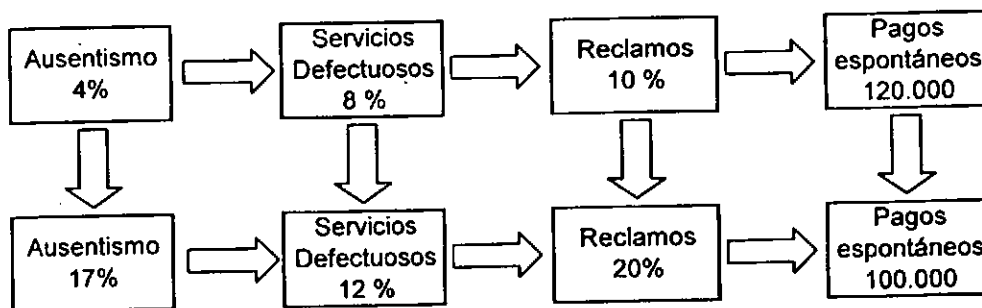 Ausentismo
4%
Servicios
Defectuosos
8 %
Reclamos
10 %
Pagos
espontáneos
120.000
Ausentismo
17%
Servicios
Defectuosos
12 %
Reclamos
20%
Pagos
espontáneos
100.000